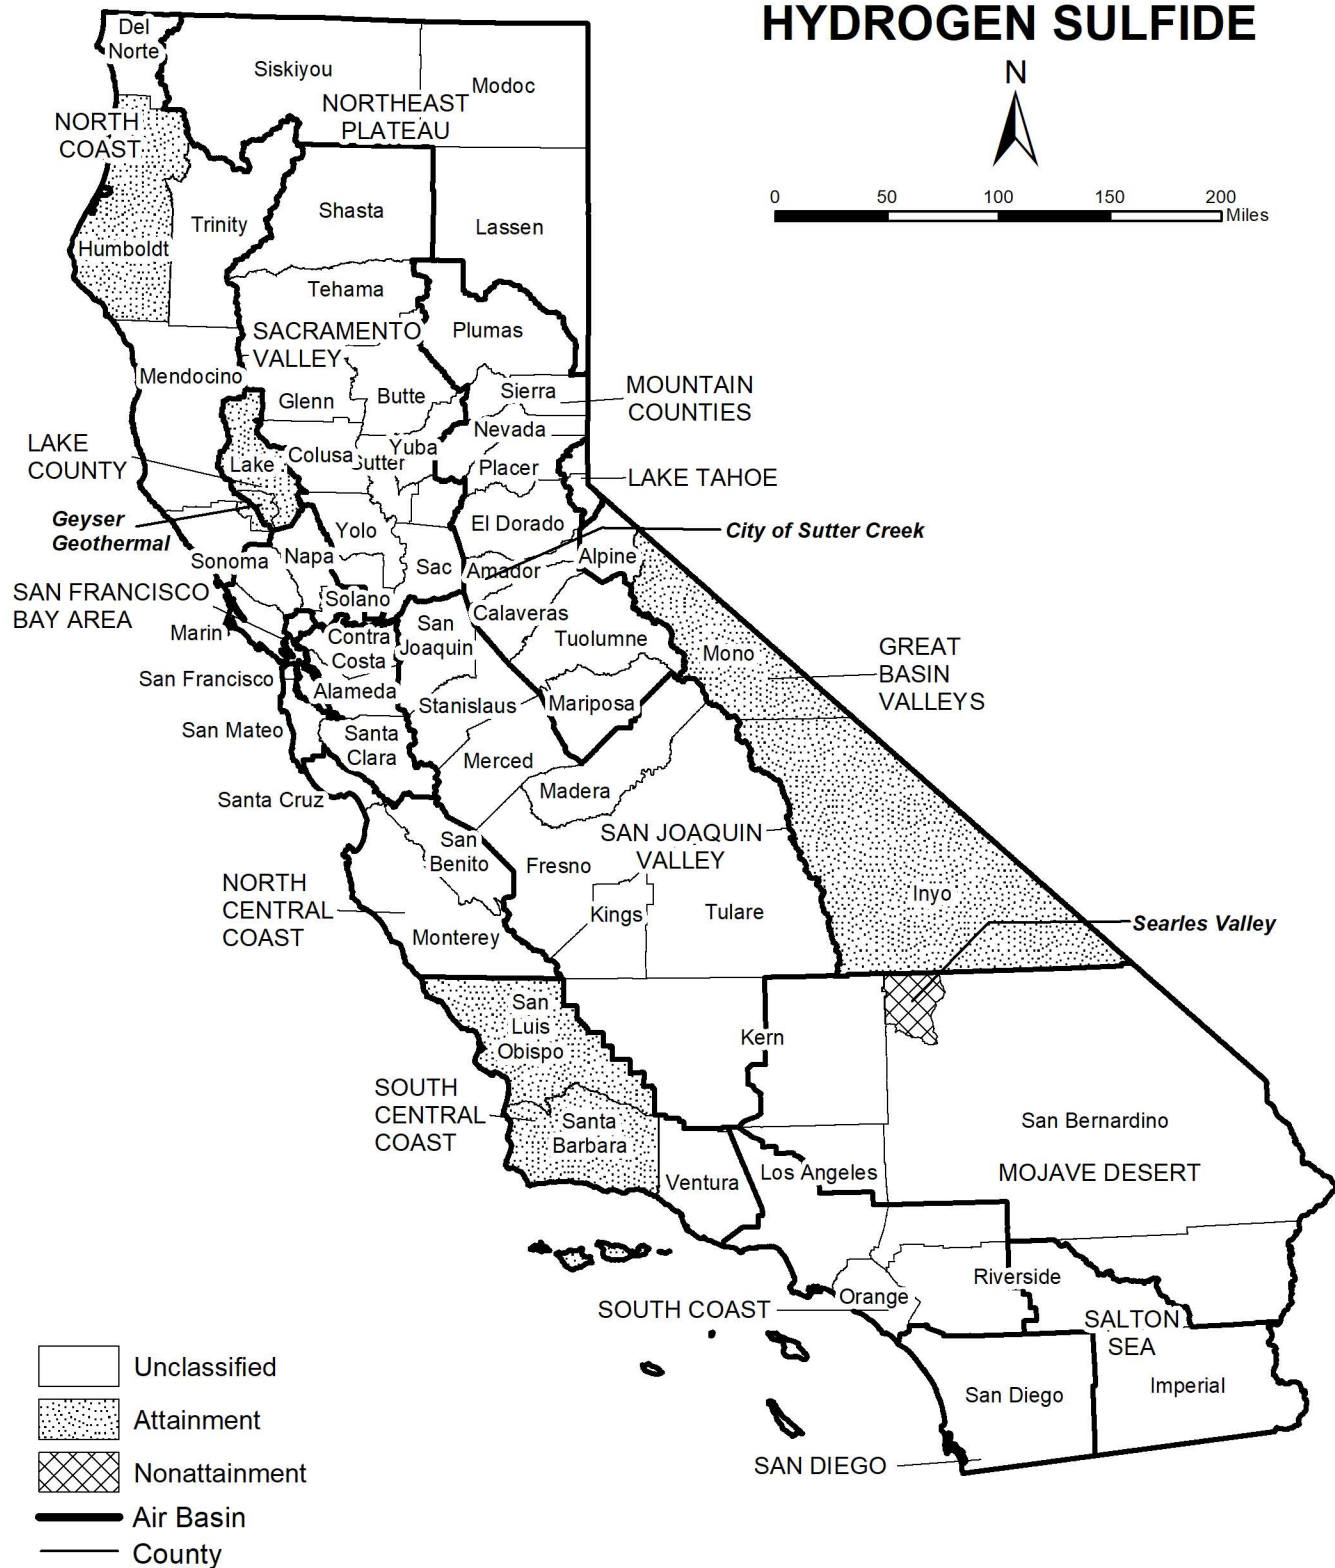 HYDROGEN SULFIDE
N
0 50 100 150 200
Miles
Del
Norte
Siskiyou
Modoc
NORTHEAST
PLATEAU
NORTH
COAST
Trinity
Shasta
Lassen
Humboldt
Tehama
SACRAMENTO
VALLEY
Plumas
Mendocino
Glenn
Butte
Sierra
MOUNTAIN
COUNTIES
Nevada
LAKE
COUNTY
Lake
Colusa
Yuba
Sutter
Placer
LAKE TAHOE
Geyser
Geothermal
Yolo
El Dorado
City of Sutter Creek
Sonoma
Napa
Sac
Amador
Alpine
SAN FRANCISCO
BAY AREA
Solano
Calaveras
Marin
Contra
Costa
San
Joaquin
Tuolumne
Mono
GREAT
BASIN
VALLEYS
San Francisco
Alameda
Stanislaus
Mariposa
San Mateo
Santa
Clara
Merced
Santa Cruz
Madera
San
Benito
SAN JOAQUIN
VALLEY
Fresno
NORTH
CENTRAL
COAST
Kings
Tulare
Inyo
Monterey
Searles Valley
San
Luis
Obispo
Kern
SOUTH
CENTRAL
COAST
Santa
Barbara
San Bernardino
Ventura
Los Angeles
MOJAVE DESERT
Riverside
Orange
SOUTH COAST
SALTON
SEA
San Diego
Imperial
SAN DIEGO
Unclassified
Attainment
Nonattainment
Air Basin
County